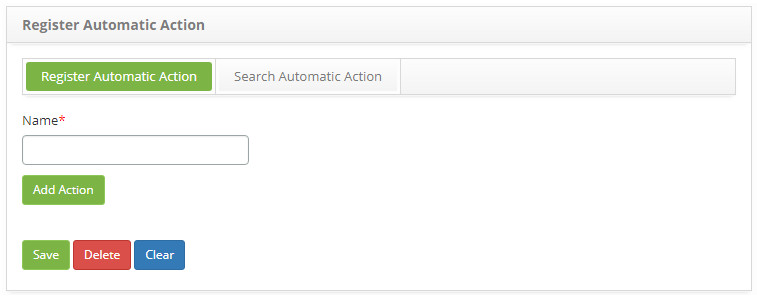 Register Automatic Action
Register Automatic Action Search Automatic Action
Name*
Add Action
Save Delete Clear